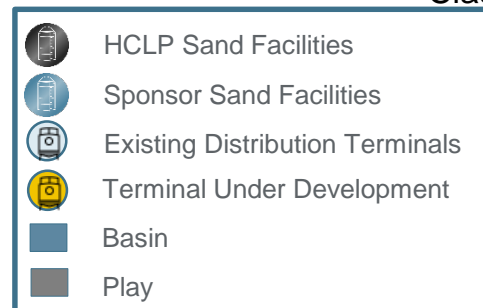 HCLP Sand Facilities
Sponsor Sand Facilities
Existing Distribution Terminals
Terminal Under Development
Basin
Play